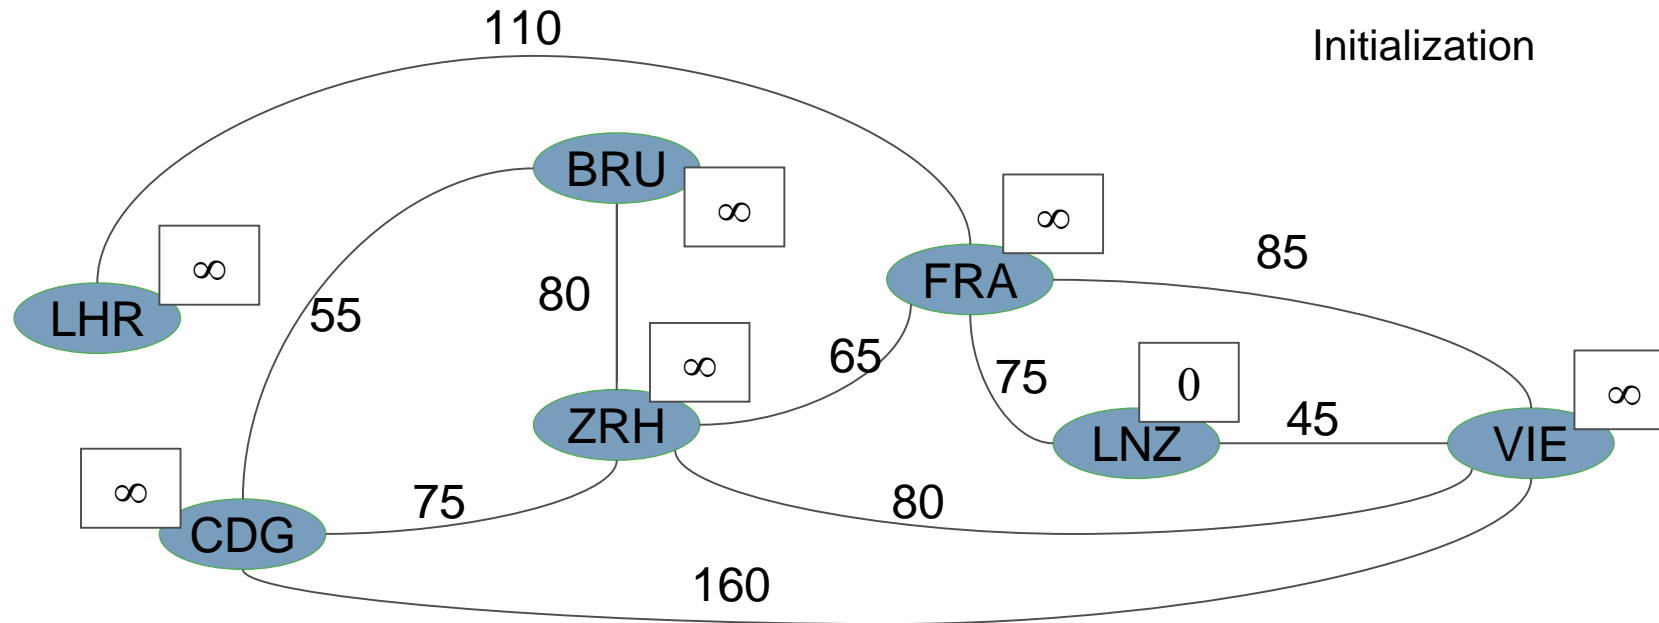 110
Initialization
BRU
∞
∞
FRA
85
∞
LHR
55
80
∞
ZRH
65
75
0
LNZ
45
∞
VIE
∞
CDG
75
80
160